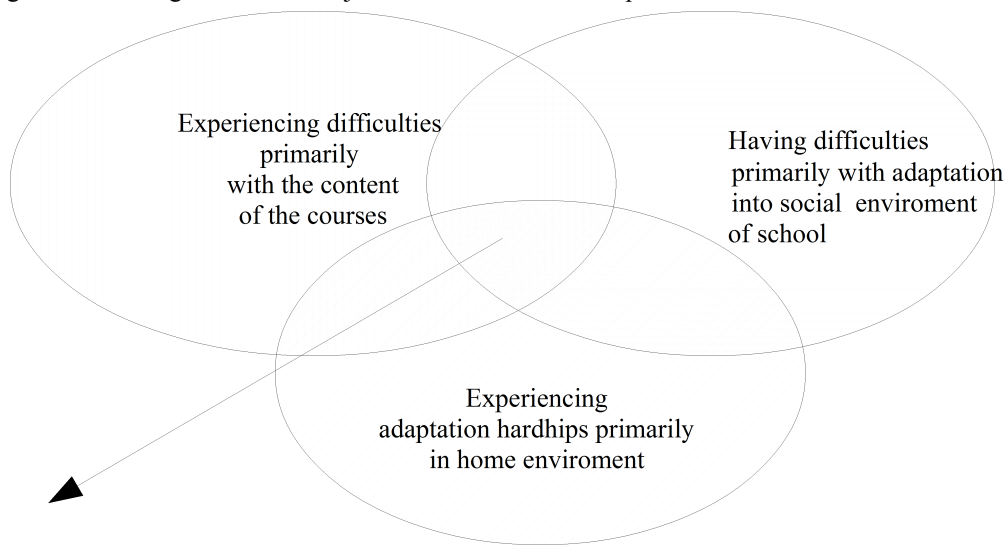 Experiencing difficulties
primarily
with the content
of the courses
Having difficulties
primarily with adaptation
into social enviroment
of school
Experiencing
adaptation hardhips primarily
in home enviroment